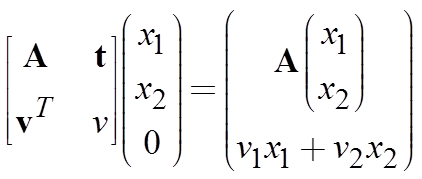 [ A t ; v^T v ] ( x₁ ; x₂ ; 0 ) = ( A ( x₁ ; x₂ ) ; v₁x₁ + v₂x₂ )